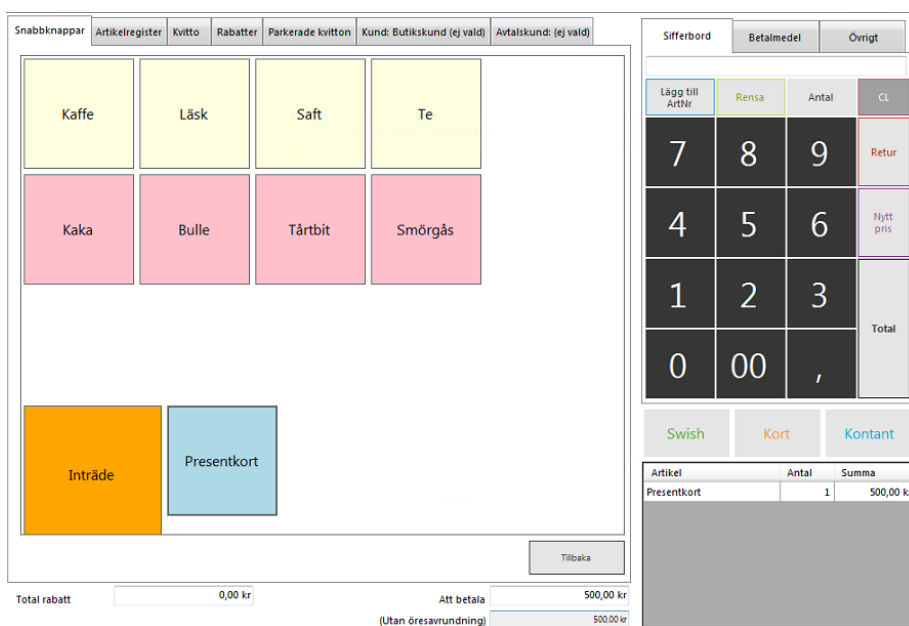 Snabbknappar Artikelregister Kvitto Rabatter Parkerade kvitton Kund: Butikskund (ej vald) Avtalskund: (ej vald)
Kaffe Läsk Saft Te
Kaka Bulle Tårtbit Smörgås
Inträde Presentkort
Tillbaka
Total rabatt 0,00 kr Att betala 500,00 kr
(Utan öresavrundning) 500,00 kr
Sifferbord Betalmedel Övrigt
Lägg till Rensa Antal CL
ArtNr
7 8 9 Retur
4 5 6 Nytt
pris
1 2 3
Total
0 00 ,
Swish Kort Kontant
Artikel Antal Summa
Presentkort 1 500,00 k